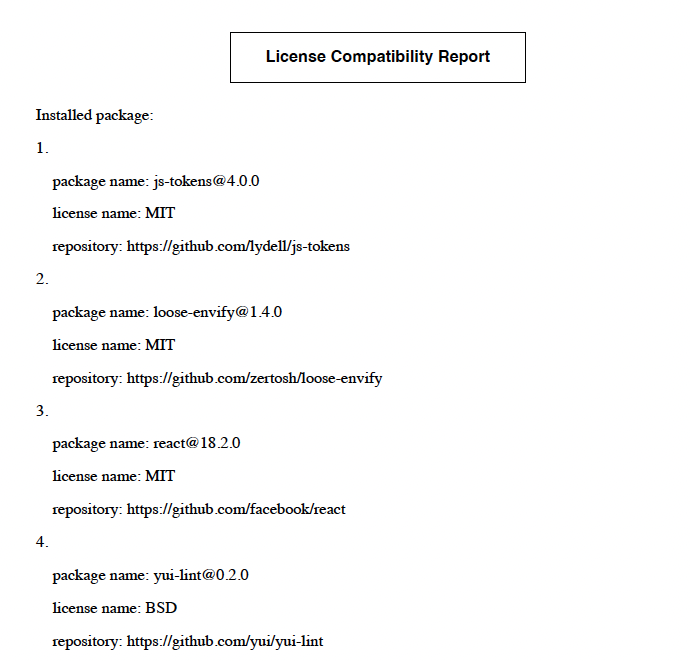 License Compatibility Report
Installed package:
1.
package name: js-tokens@4.0.0
license name: MIT
repository: https://github.com/lydell/js-tokens
2.
package name: loose-envify@1.4.0
license name: MIT
repository: https://github.com/zertosh/loose-envify
3.
package name: react@18.2.0
license name: MIT
repository: https://github.com/facebook/react
4.
package name: yui-lint@0.2.0
license name: BSD
repository: https://github.com/yui/yui-lint